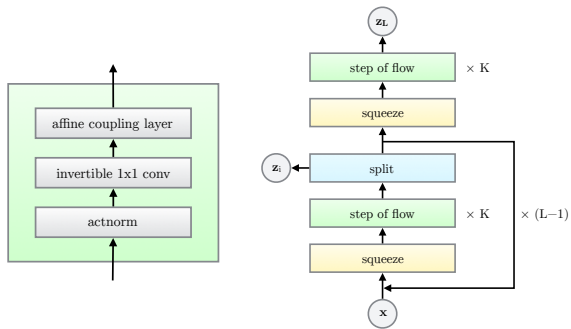 affine coupling layer
invertible 1x1 conv
actnorm
z_L
step of flow × K
squeeze
z_i split
step of flow × K
× (L−1)
squeeze
x